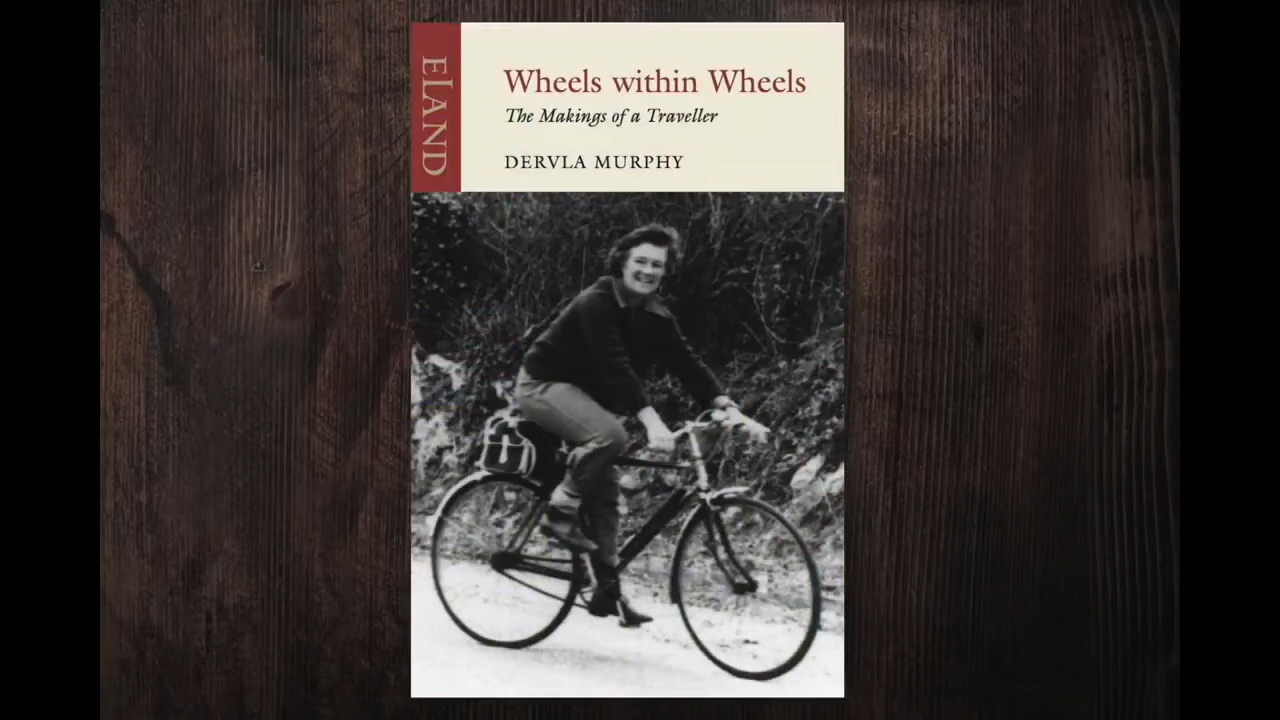 ELAND
Wheels within Wheels
The Makings of a Traveller
DERVLA MURPHY